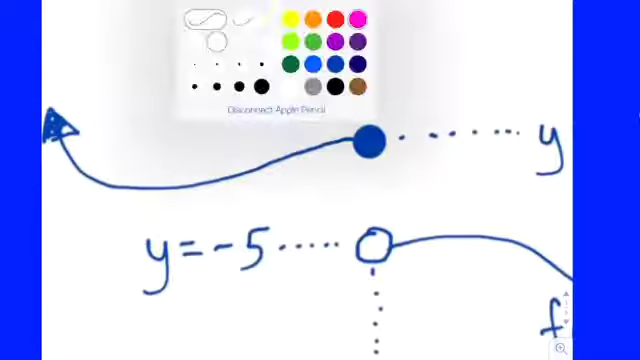 Disconnect Apple Pencil
y
y = -5
f